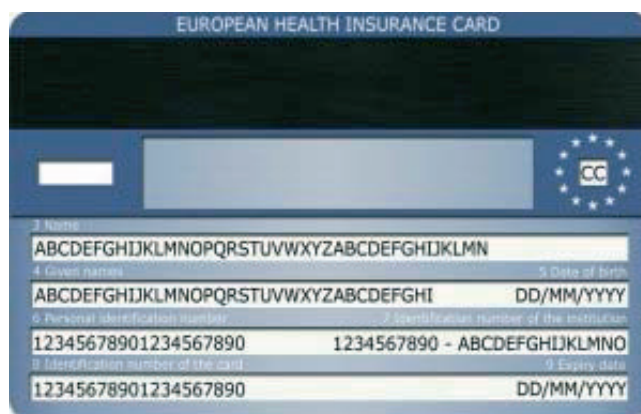 EUROPEAN HEALTH INSURANCE CARD
CC
3 Name
ABCDEFGHIJKLMNOPQRSTUVWXYZABCDEFGHIJKLMN
4 Given names 5 Date of birth
ABCDEFGHIJKLMNOPQRSTUVWXYZABCDEFGHI DD/MM/YYYY
6 Personal identification number 7 Identification number of the institution
12345678901234567890 1234567890 - ABCDEFGHIJKLMNO
8 Identification number of the card 9 Expiry date
12345678901234567890 DD/MM/YYYY